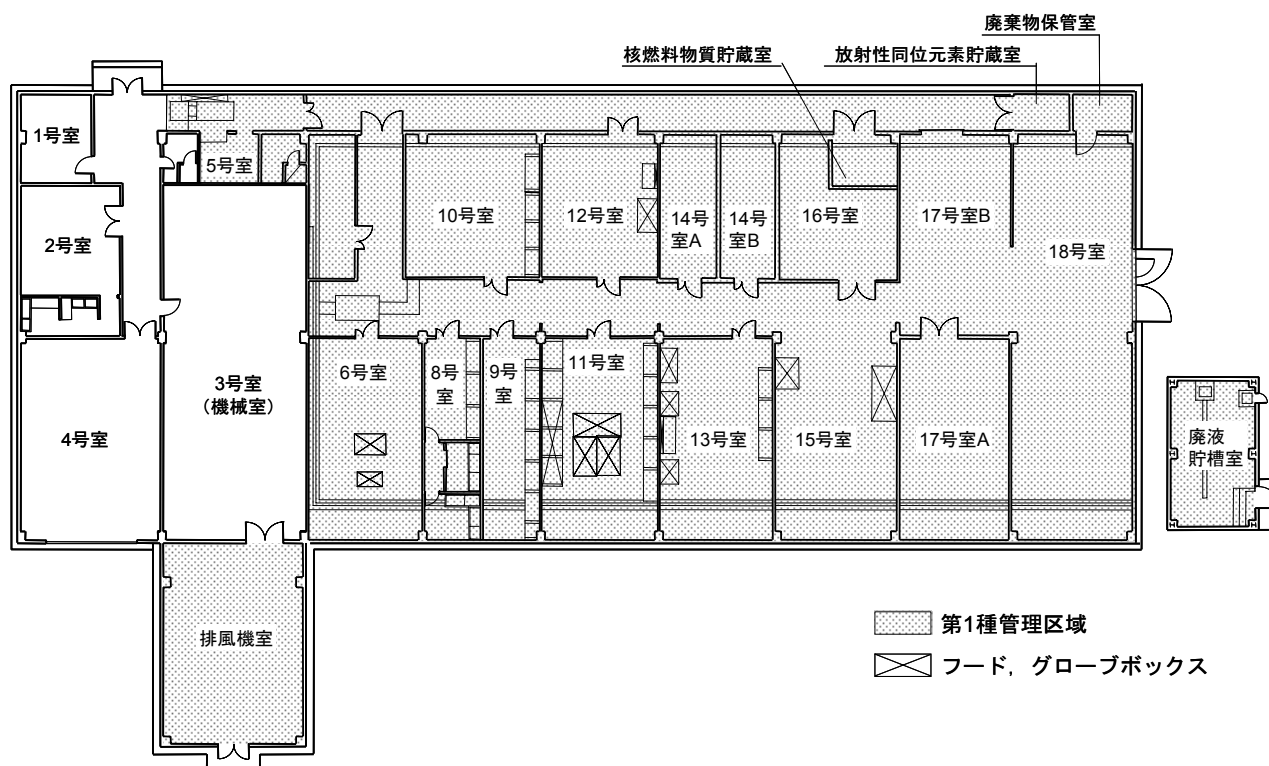 廃棄物保管室
核燃料物質貯蔵室
放射性同位元素貯蔵室
1号室
5号室
2号室
10号室
12号室
14号
室A
14号
室B
16号室
17号室B
18号室
3号室
(機械室)
4号室
6号室
8号
室
9号
室
11号室
13号室
15号室
17号室A
廃液
貯槽室
排風機室
第1種管理区域
フード，グローブボックス